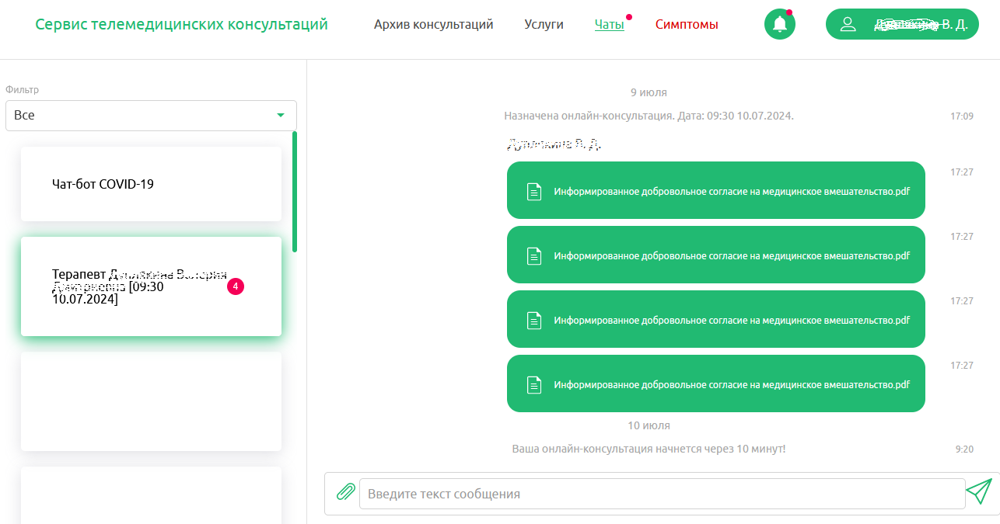 Сервис телемедицинских консультаций
Архив консультаций
Услуги
Чаты
Симптомы
В. Д.
Фильтр
Все
Чат-бот COVID-19
Терапевт
[09:30
10.07.2024]
4
9 июля
Назначена онлайн-консультация. Дата: 09:30 10.07.2024.
17:09
В. Д.
Информированное добровольное согласие на медицинское вмешательство.pdf
17:27
Информированное добровольное согласие на медицинское вмешательство.pdf
17:27
Информированное добровольное согласие на медицинское вмешательство.pdf
17:27
Информированное добровольное согласие на медицинское вмешательство.pdf
17:27
10 июля
Ваша онлайн-консультация начнется через 10 минут!
9:20
Введите текст сообщения